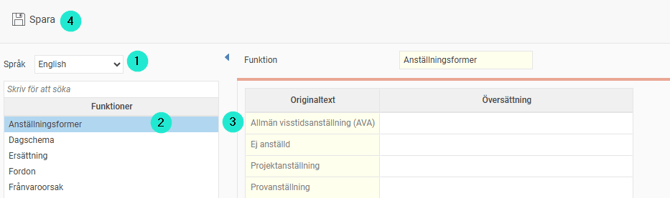 Spara 4
Språk English 1
Funktion Anställningsformer
Skriv för att söka
Funktioner
Originaltext Översättning
Anställningsformer 2
3 Allmän visstidsanställning (AVA)
Dagschema
Ej anställd
Ersättning
Projektanställning
Fordon
Frånvaroorsak
Provanställning